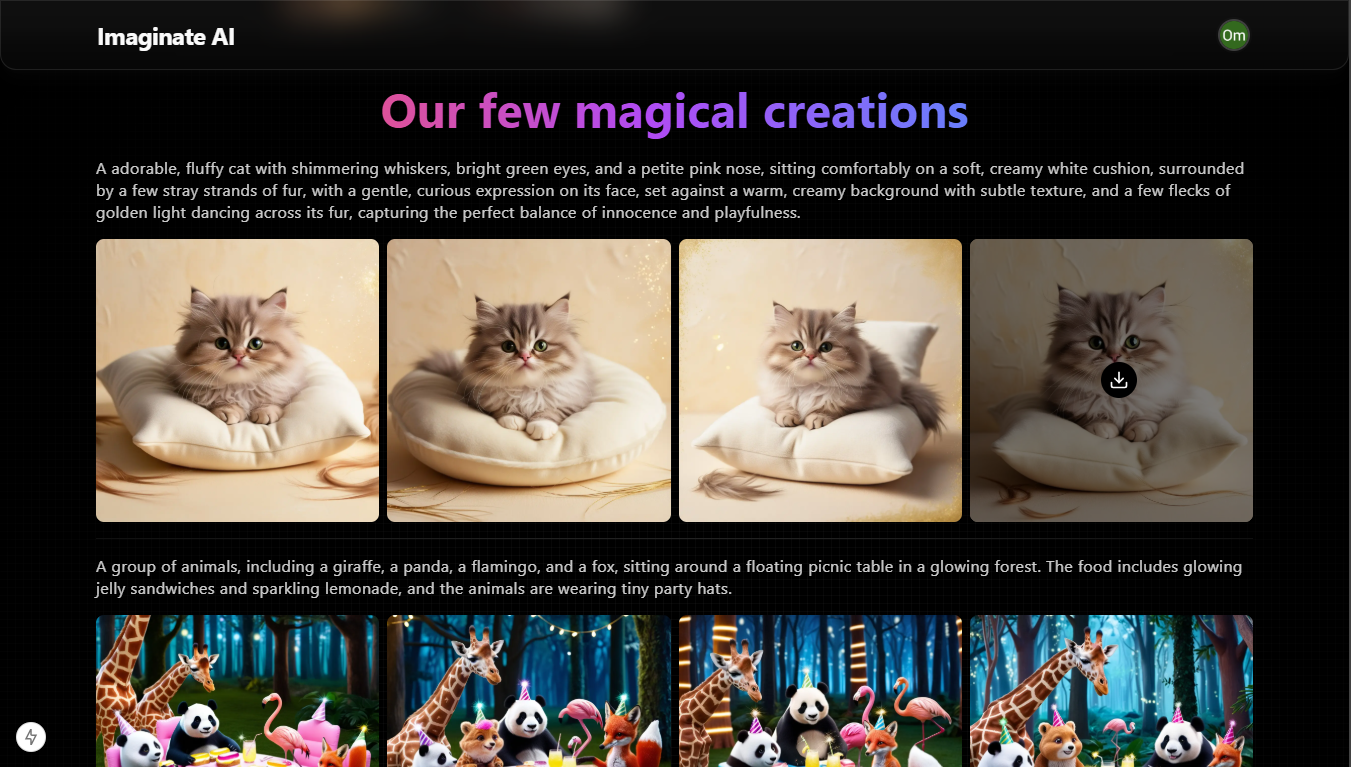 Imaginate AI
Om
Our few magical creations
A adorable, fluffy cat with shimmering whiskers, bright green eyes, and a petite pink nose, sitting comfortably on a soft, creamy white cushion, surrounded
by a few stray strands of fur, with a gentle, curious expression on its face, set against a warm, creamy background with subtle texture, and a few flecks of
golden light dancing across its fur, capturing the perfect balance of innocence and playfulness.
A group of animals, including a giraffe, a panda, a flamingo, and a fox, sitting around a floating picnic table in a glowing forest. The food includes glowing
jelly sandwiches and sparkling lemonade, and the animals are wearing tiny party hats.